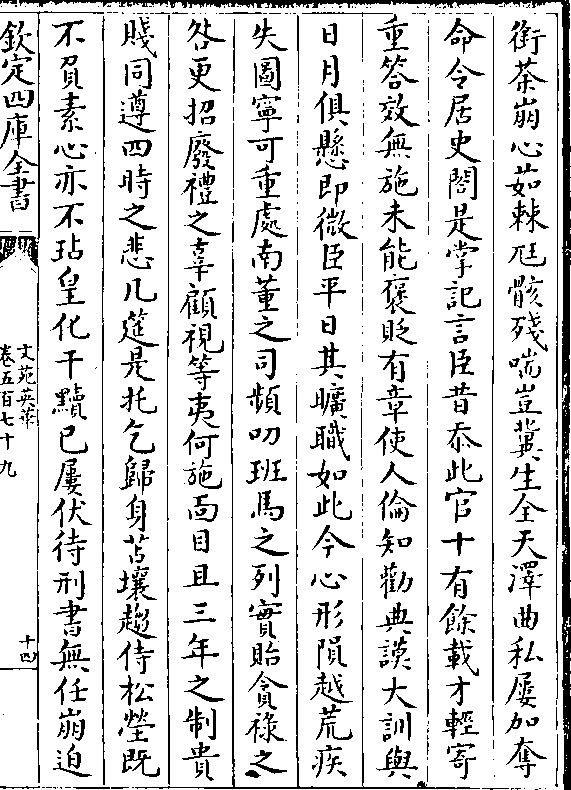 銜荼崩心茹棘尫骸殘喘豈冀生全天澤曲私屢加奪
命令居史閣是掌記言臣昔忝此官十有餘載才輕寄
重答效無施未能褒貶有章使人倫知勸典謨大訓與
日月俱懸即微臣平日其曠職如此今心形隕越荒疾
失圖寧可重處南董之司頻叨班馬之列實貽貪祿之
咎更招廢禮之辜顧視等夷何施面目且三年之制貴
賤同遵四時之悲几筵是托乞歸身苫壤趨侍松塋既
不負素心亦不玷皇化干黷已屢伏待刑書無任崩迫
欽定四庫全書
文苑英華
卷五百七十九
十四